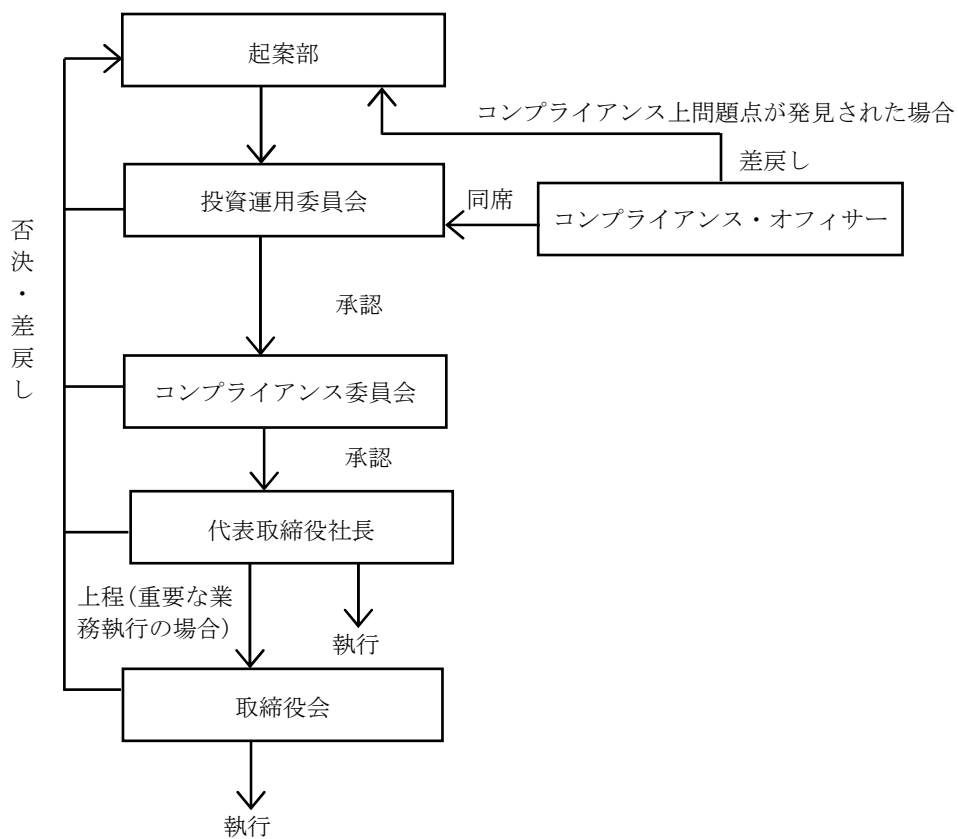 起案部
コンプライアンス上問題点が発見された場合
差戻し
投資運用委員会
同席
コンプライアンス・オフィサー
否決・差戻し
承認
コンプライアンス委員会
承認
代表取締役社長
上程(重要な業
務執行の場合)
執行
取締役会
執行